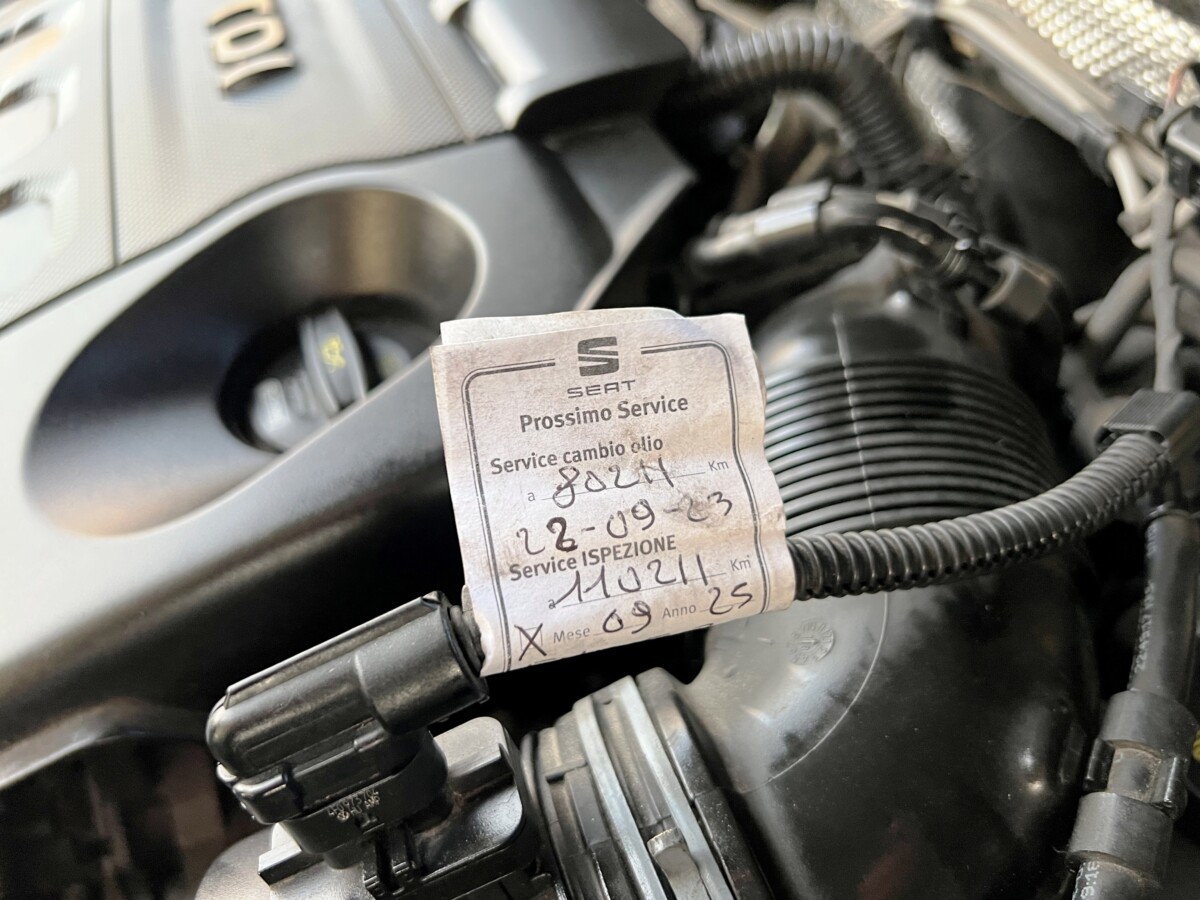 TDI
SEAT
Prossimo Service
Service cambio olio
a 80211 Km
22-09-23
Service ISPEZIONE
a 110211 Km
X Mese 09 Anno 25